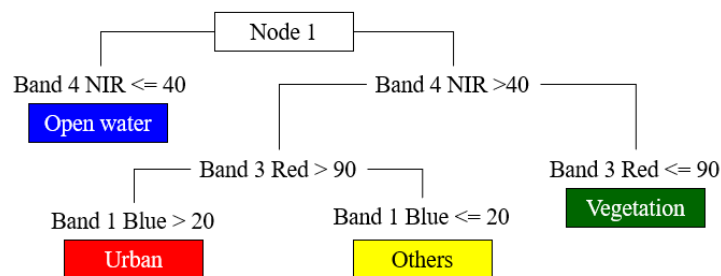 Node 1
Band 4 NIR <= 40
Band 4 NIR >40
Open water
Band 3 Red > 90
Band 3 Red <= 90
Vegetation
Band 1 Blue > 20
Band 1 Blue <= 20
Urban
Others